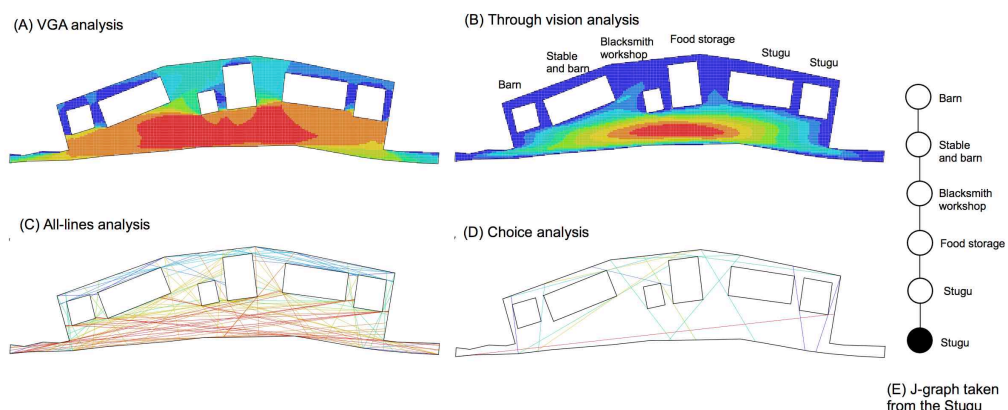 (A) VGA analysis
(B) Through vision analysis
Barn
Stable
and barn
Blacksmith
workshop
Food storage
Stugu
Stugu
(C) All-lines analysis
(D) Choice analysis
Barn
Stable
and barn
Blacksmith
workshop
Food storage
Stugu
Stugu
(E) J-graph taken
from the Stugu